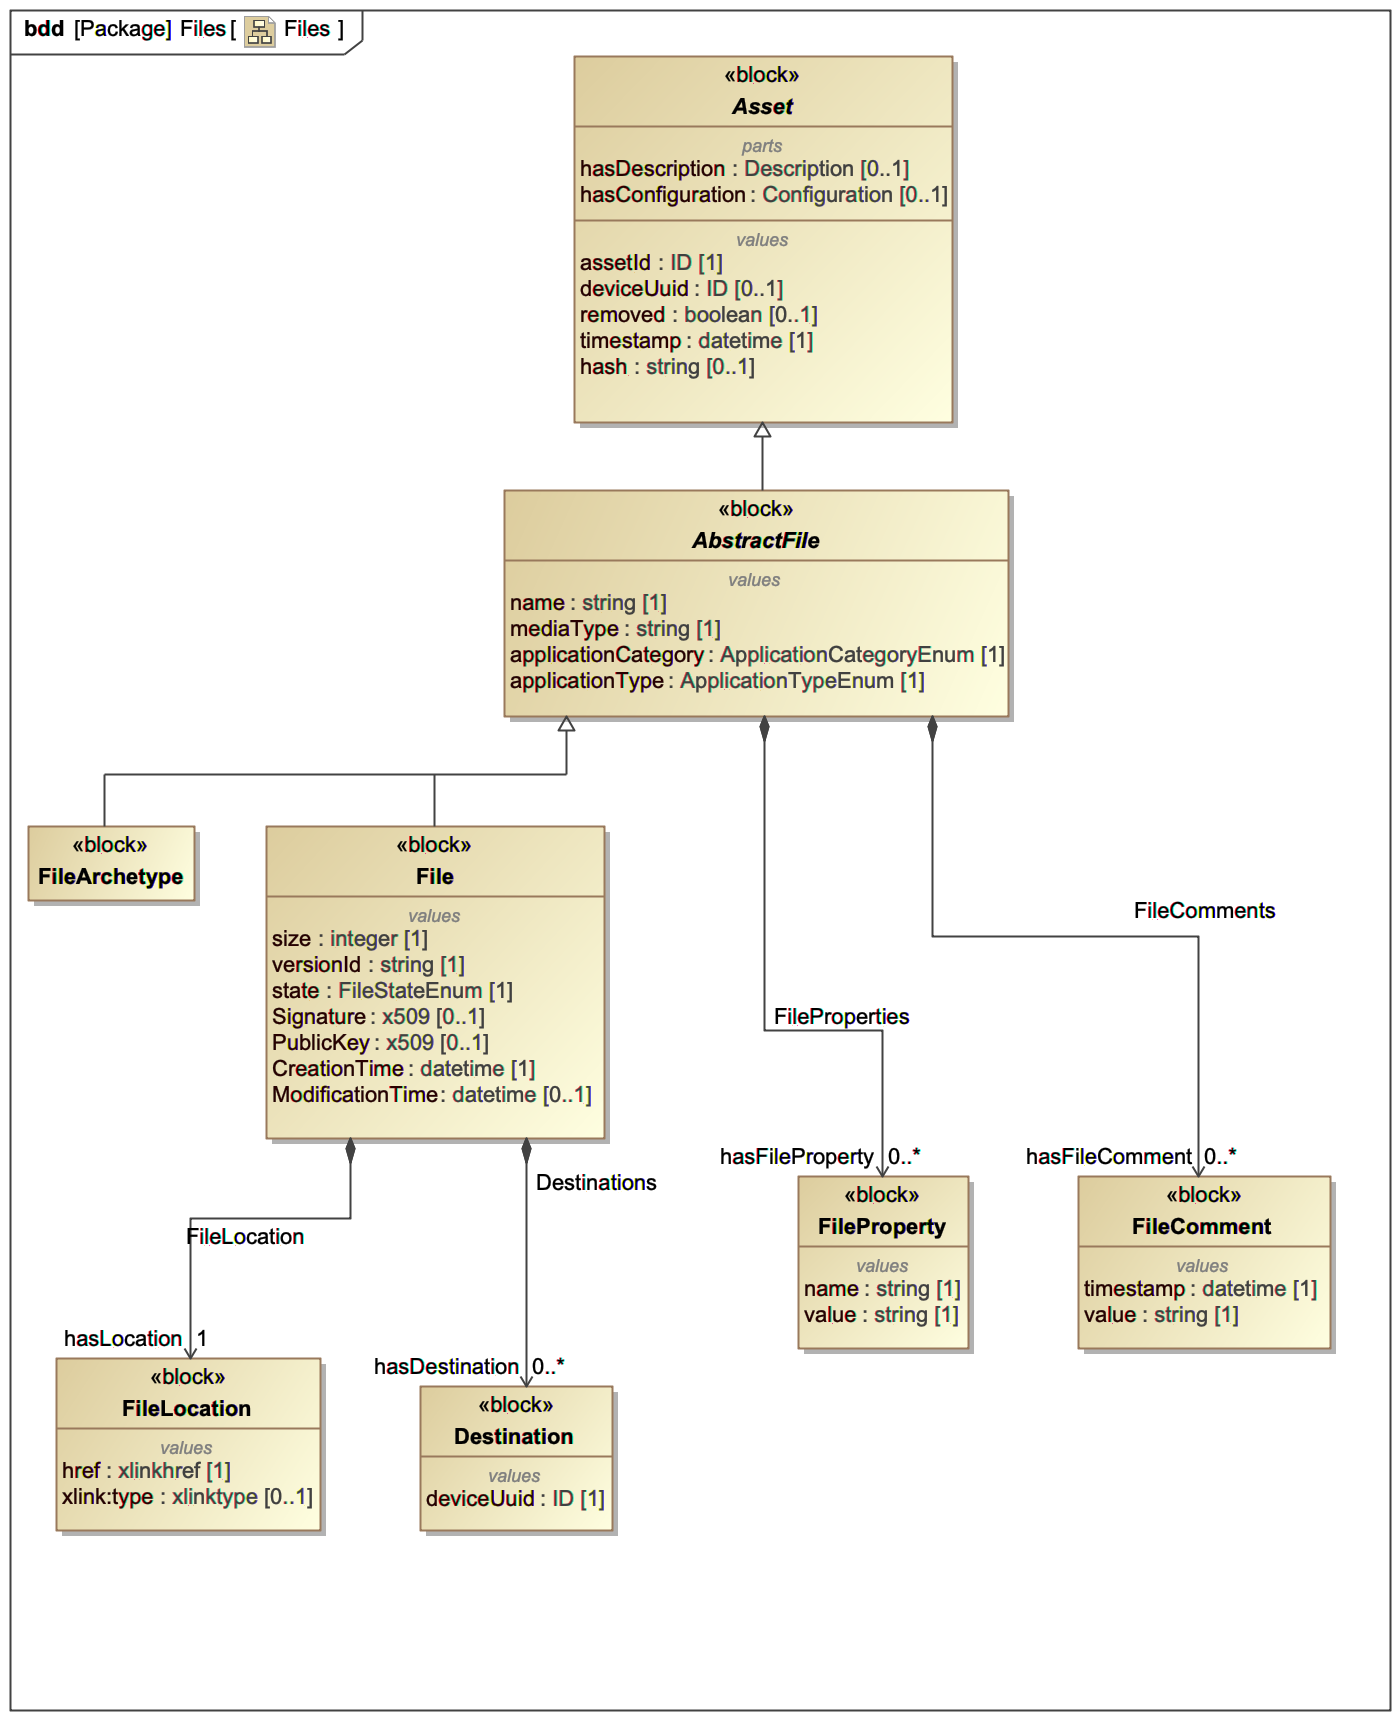 bdd [Package] Files [ Files ]
«block»
Asset
parts
hasDescription : Description [0..1]
hasConfiguration : Configuration [0..1]
values
assetId : ID [1]
deviceUuid : ID [0..1]
removed : boolean [0..1]
timestamp : datetime [1]
hash : string [0..1]
«block»
AbstractFile
values
name : string [1]
mediaType : string [1]
applicationCategory : ApplicationCategoryEnum [1]
applicationType : ApplicationTypeEnum [1]
«block»
FileArchetype
«block»
File
values
size : integer [1]
versionId : string [1]
state : FileStateEnum [1]
Signature : x509 [0..1]
PublicKey : x509 [0..1]
CreationTime : datetime [1]
ModificationTime : datetime [0..1]
FileComments
FileProperties
hasFileProperty 0..*
hasFileComment 0..*
Destinations
FileLocation
«block»
FileProperty
values
name : string [1]
value : string [1]
«block»
FileComment
values
timestamp : datetime [1]
value : string [1]
hasLocation 1
hasDestination 0..*
«block»
FileLocation
values
href : xlinkhref [1]
xlink:type : xlinktype [0..1]
«block»
Destination
values
deviceUuid : ID [1]